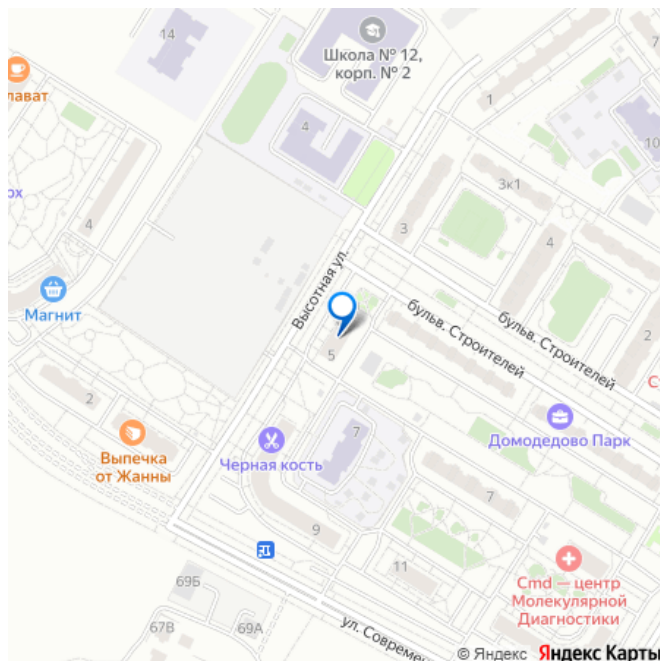 14
Школа № 12,
корп. № 2
7
лават
1
4
10
3к1
ох
4
3
4
Высотная ул.
Магнит
бульв. Строителей
бульв. Строителей
5
2
2
С
Домодедово Парк
Выпечка
от Жанны
Черная кость
7
7
9
11
69Б
Cmd — центр
Молекулярной
Диагностики
67В
69А
ул. Совреме
© Яндекс Яндекс Карты